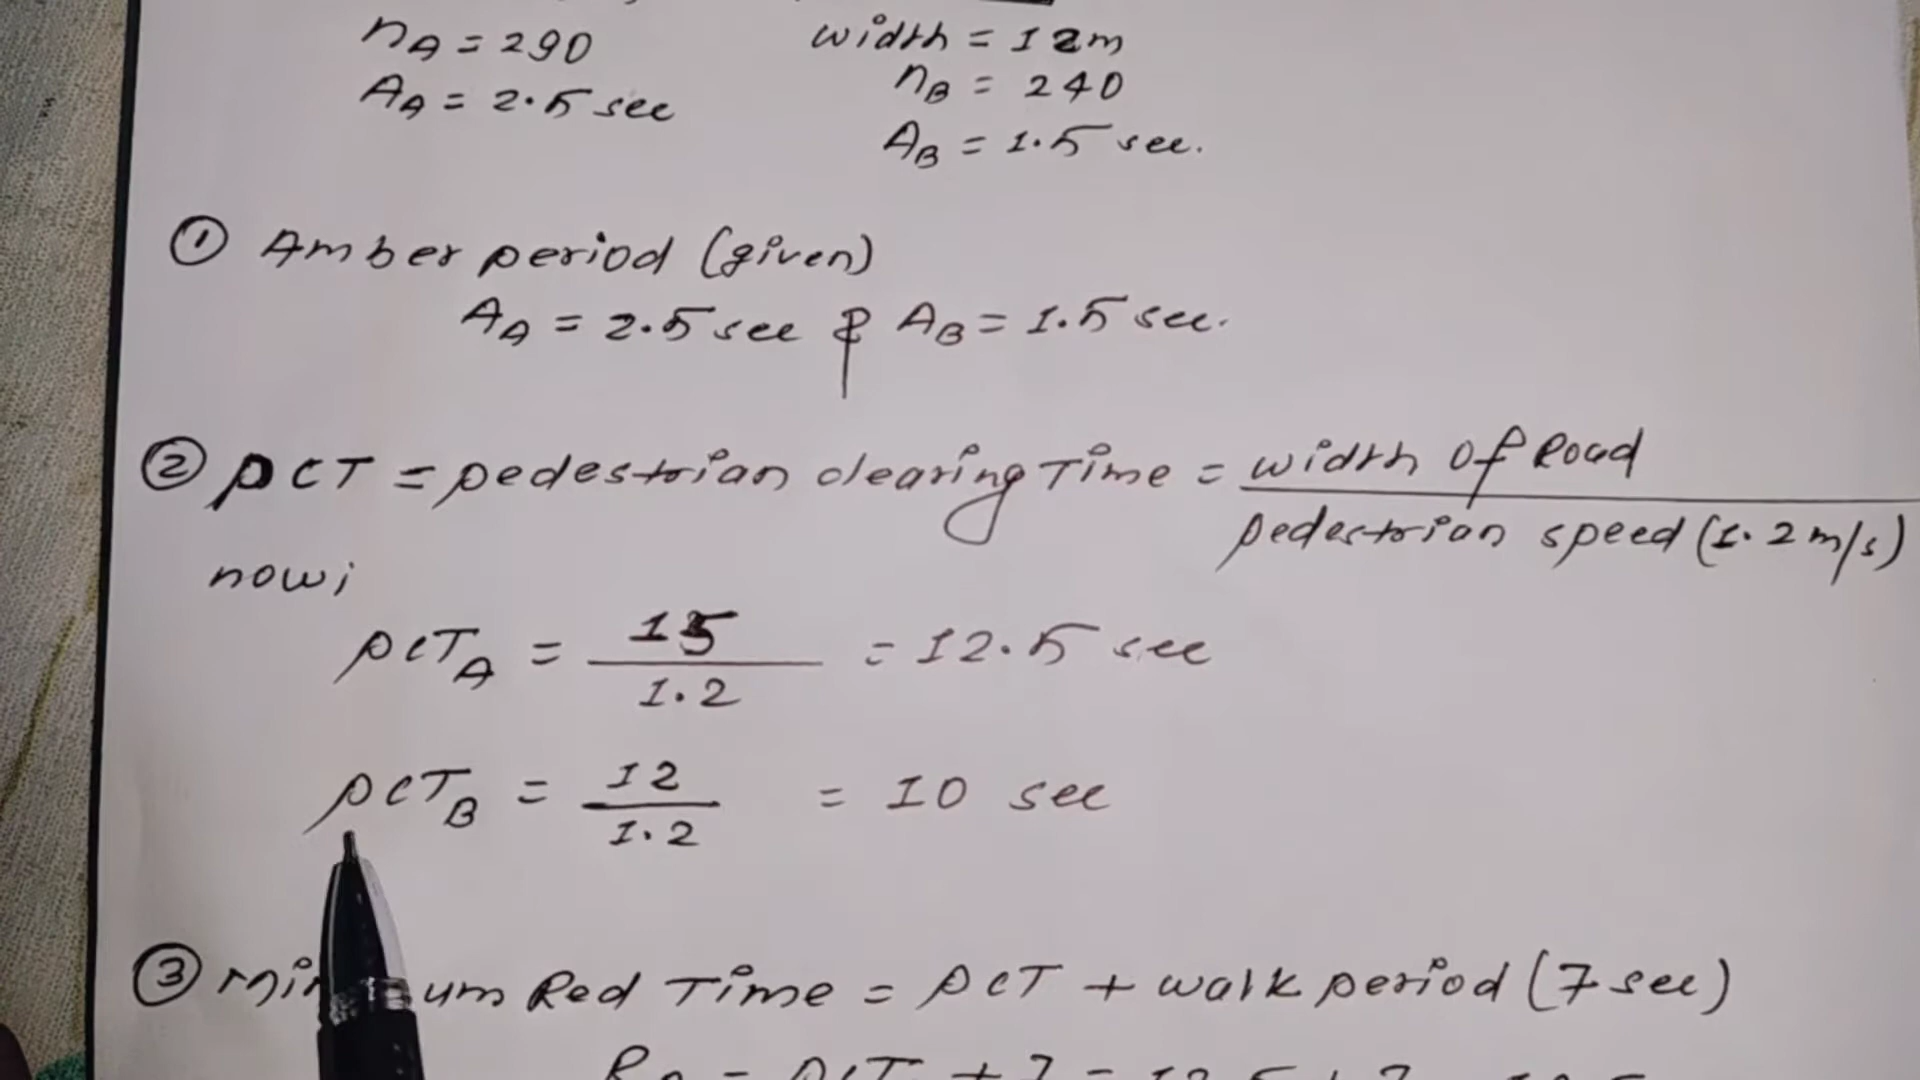 nA = 290
width = 12m
AA = 2.5 sec
nB = 240
AB = 1.5 sec.
① Amber period (given)
AA = 2.5 sec & AB = 1.5 sec.
② PCT = pedestrian clearing Time = width of Road
pedestrian speed (1.2 m/s)
now;
PCTA = 15 = 12.5 sec
1.2
PCTB = 12 = 10 sec
1.2
③ Min um Red Time = PCT + walk period (7 sec)